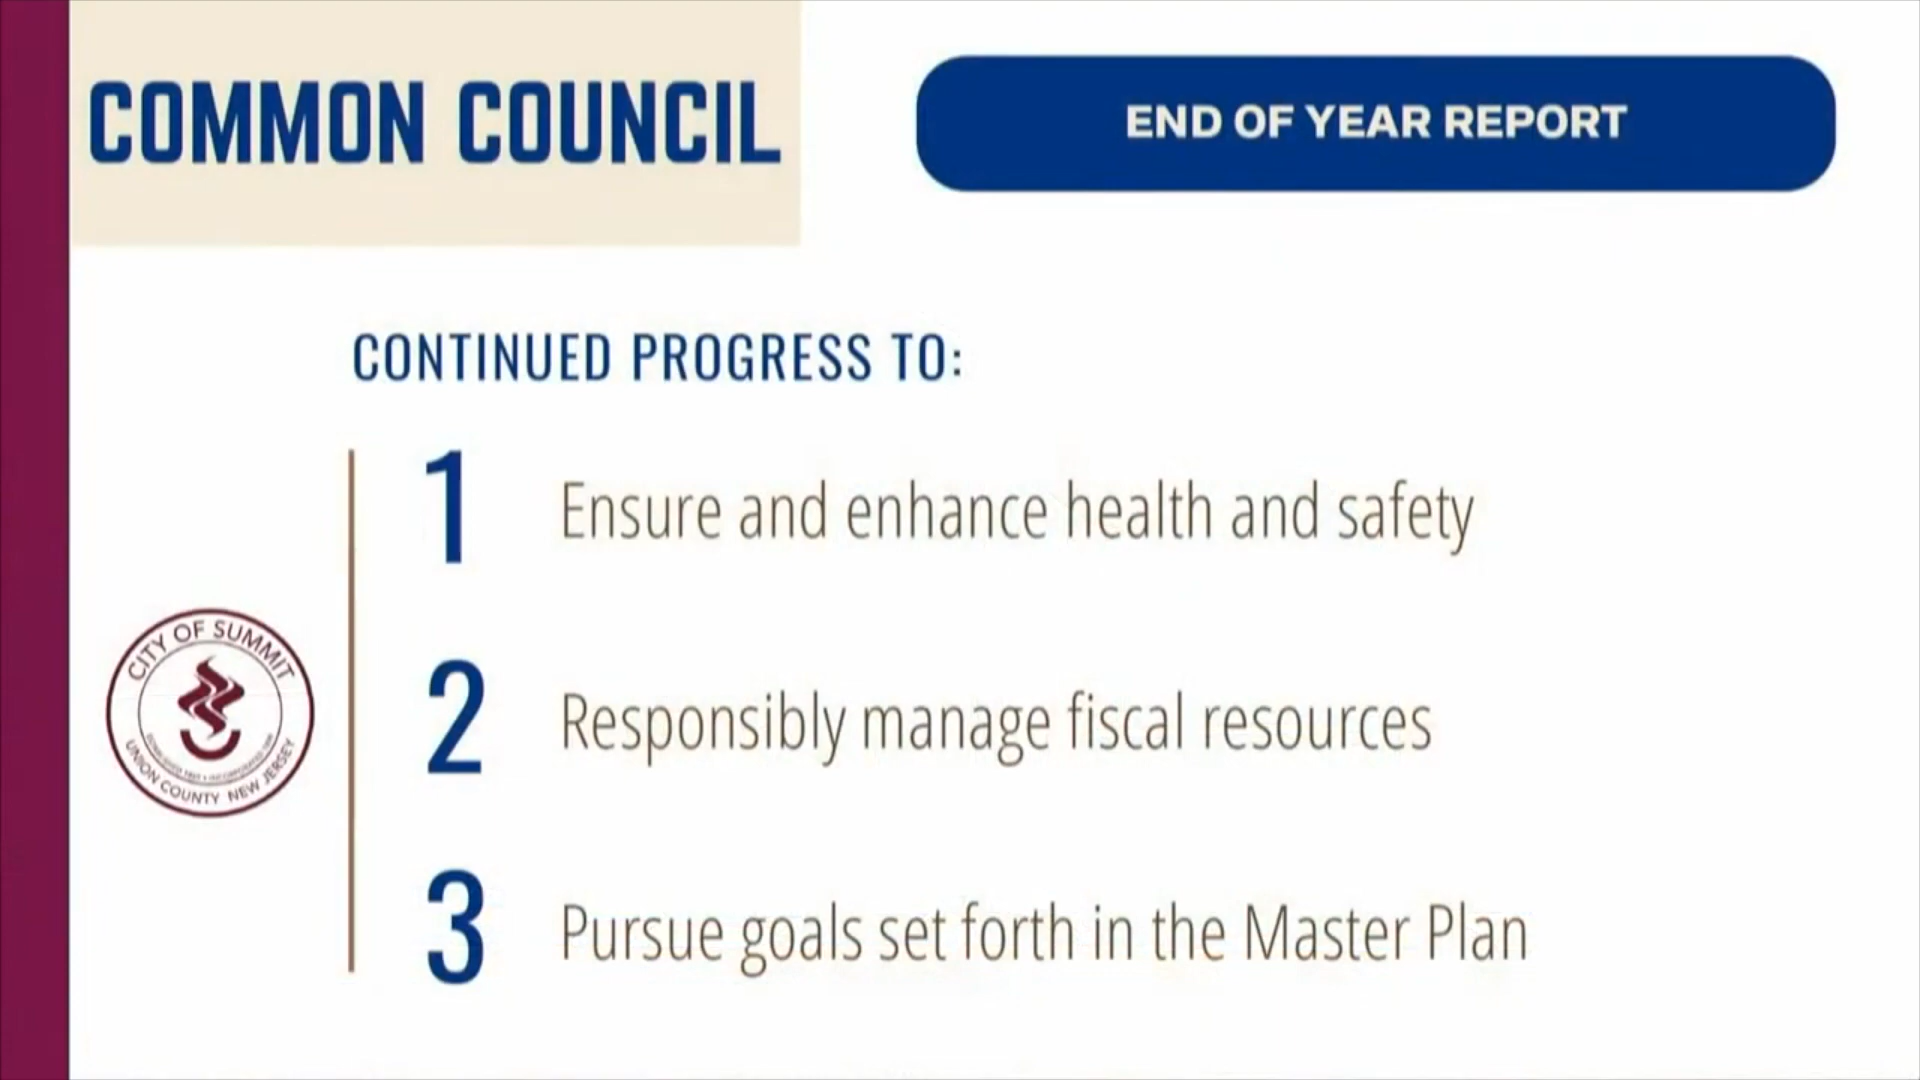 COMMON COUNCIL
END OF YEAR REPORT
CONTINUED PROGRESS TO:
1 Ensure and enhance health and safety
CITY OF SUMMIT
UNION COUNTY NEW JERSEY
2 Responsibly manage fiscal resources
3 Pursue goals set forth in the Master Plan